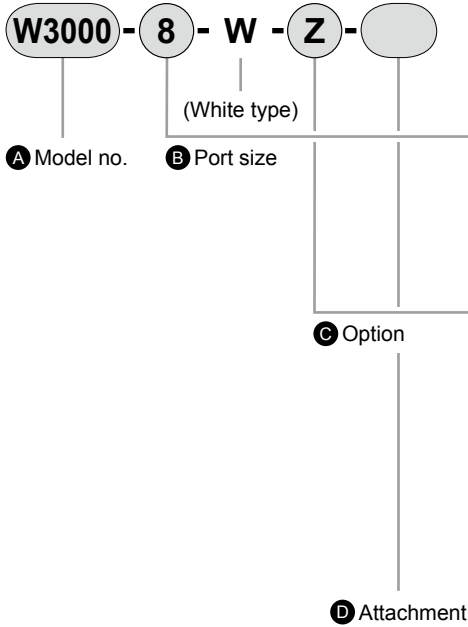 W3000 - 8 - W - Z -
(White type)
A Model no.
B Port size
C Option
D Attachment